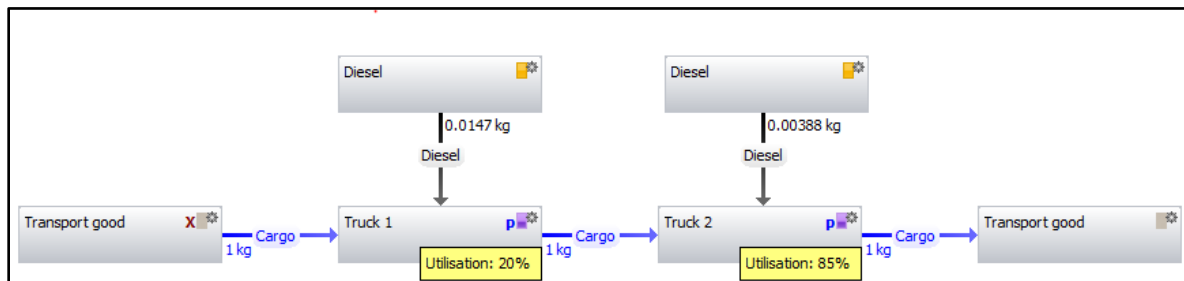 Diesel
Diesel
0.0147 kg
0.00388 kg
Diesel
Diesel
Transport good X
Cargo
1 kg
Truck 1 p
Utilisation: 20%
Cargo
1 kg
Truck 2 p
Utilisation: 85%
Cargo
1 kg
Transport good